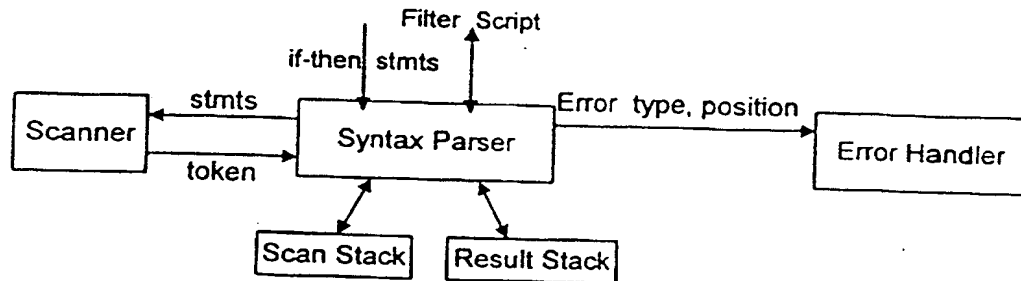 Filter Script
if-then stmts
stmts
Error type, position
Scanner
Syntax Parser
Error Handler
token
Scan Stack
Result Stack